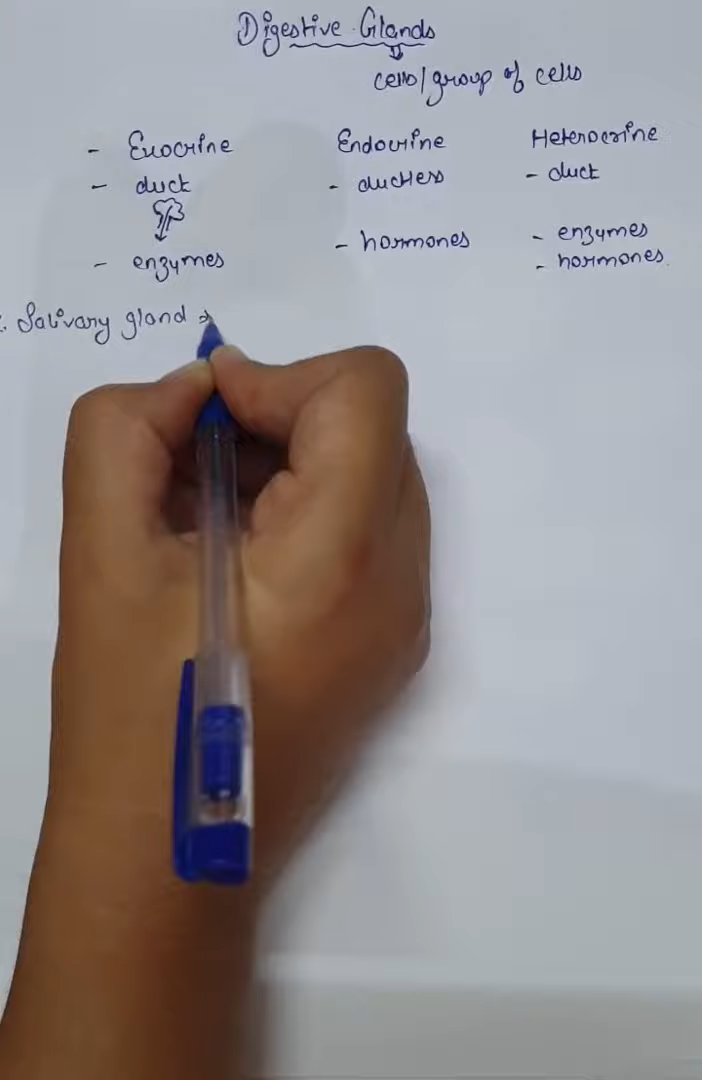 Digestive Glands
cells/group of cells
- Exocrine Endocrine Heterocrine
- duct - ductless - duct
- enzymes - hormones - enzymes
- hormones.
Salivary gland ⇒